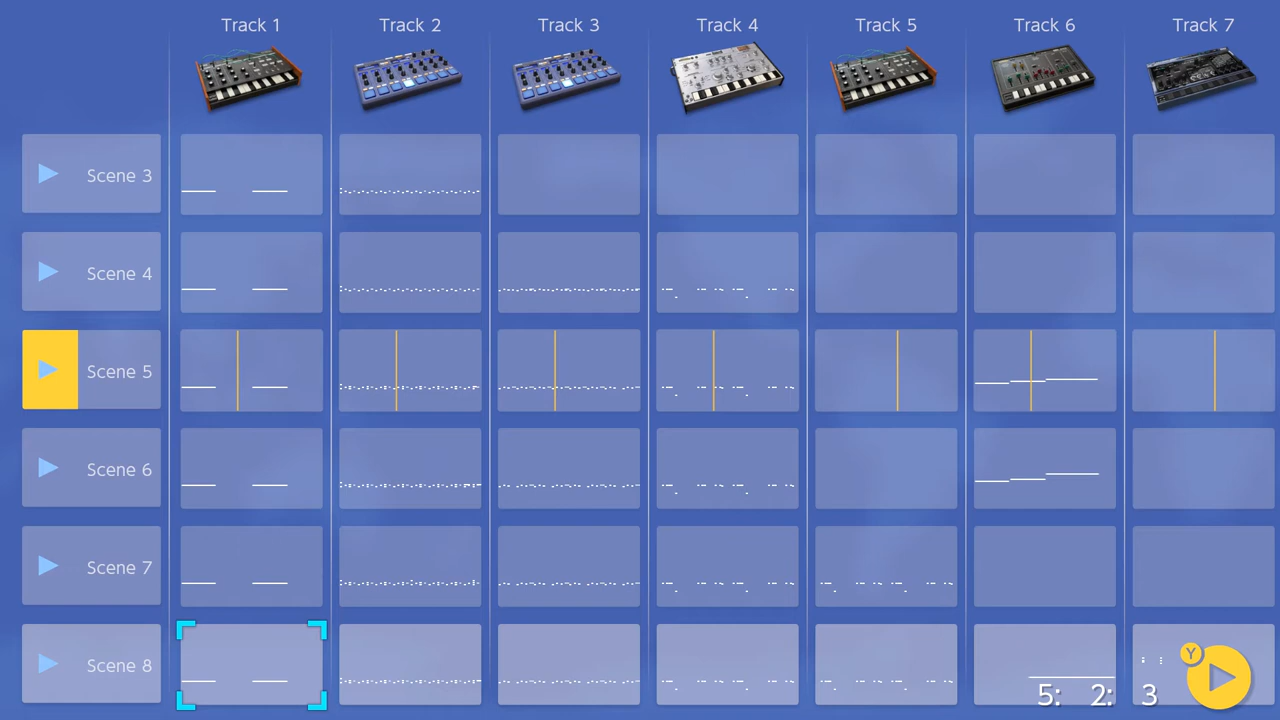 Track 1 Track 2 Track 3 Track 4 Track 5 Track 6 Track 7
Scene 3
Scene 4
Scene 5
Scene 6
Scene 7
Scene 8
Y
5: 2: 3